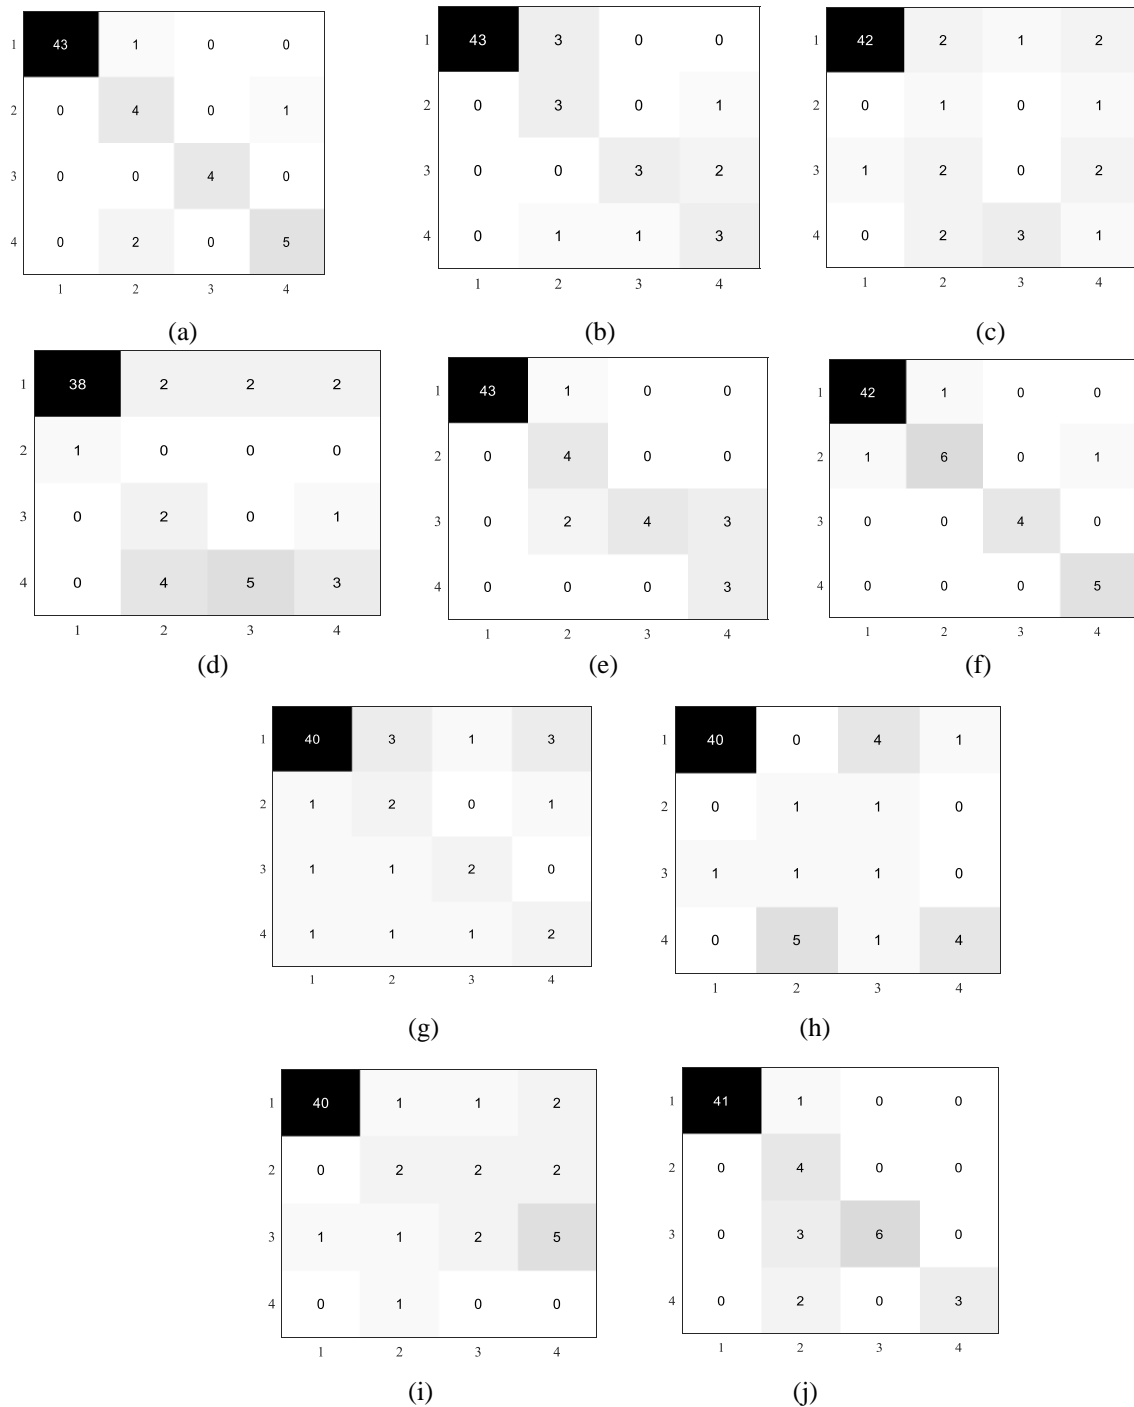 1 43 1 0 0
2 0 4 0 1
3 0 0 4 0
4 0 2 0 5
1 2 3 4
(a)
1 43 3 0 0
2 0 3 0 1
3 0 0 3 2
4 0 1 1 3
1 2 3 4
(b)
1 42 2 1 2
2 0 1 0 1
3 1 2 0 2
4 0 2 3 1
1 2 3 4
(c)
1 38 2 2 2
2 1 0 0 0
3 0 2 0 1
4 0 4 5 3
1 2 3 4
(d)
1 43 1 0 0
2 0 4 0 0
3 0 2 4 3
4 0 0 0 3
1 2 3 4
(e)
1 42 1 0 0
2 1 6 0 1
3 0 0 4 0
4 0 0 0 5
1 2 3 4
(f)
1 40 3 1 3
2 1 2 0 1
3 1 1 2 0
4 1 1 1 2
1 2 3 4
(g)
1 40 0 4 1
2 0 1 1 0
3 1 1 1 0
4 0 5 1 4
1 2 3 4
(h)
1 40 1 1 2
2 0 2 2 2
3 1 1 2 5
4 0 1 0 0
1 2 3 4
(i)
1 41 1 0 0
2 0 4 0 0
3 0 3 6 0
4 0 2 0 3
1 2 3 4
(j)